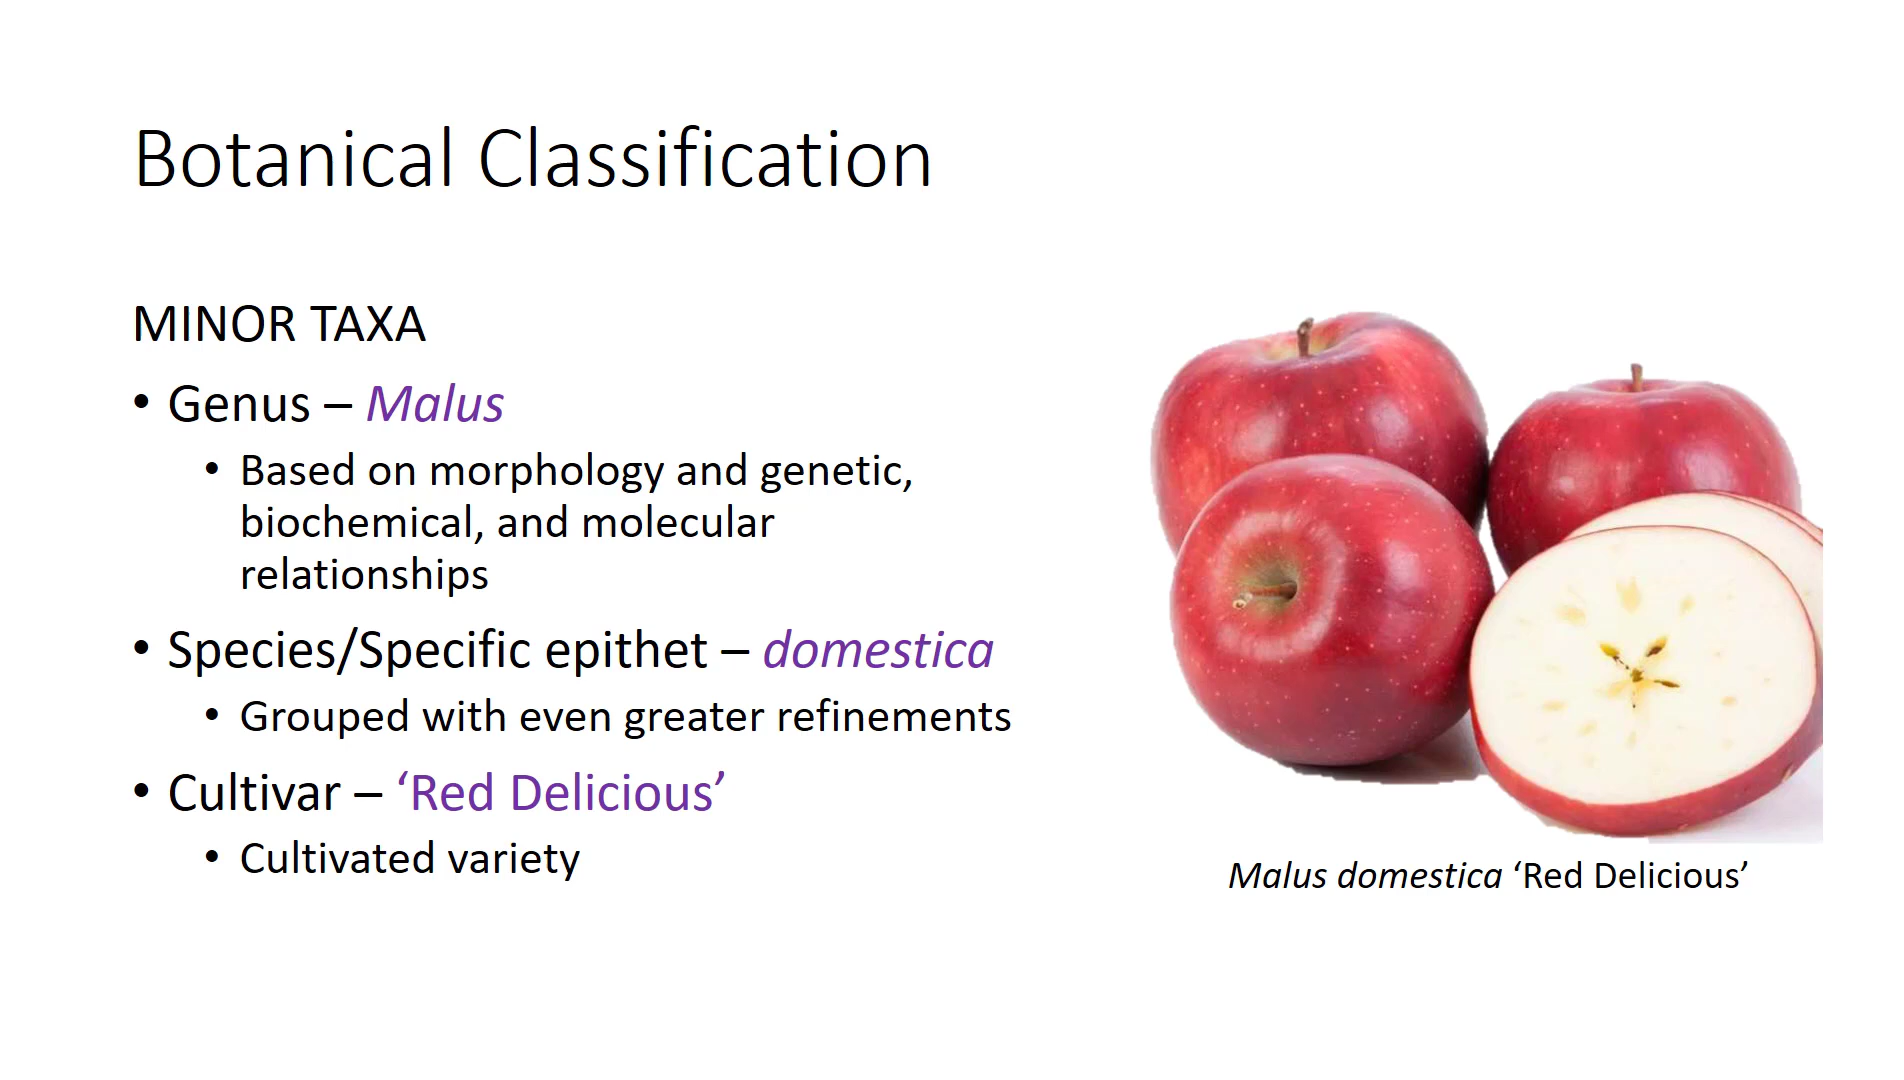 Botanical Classification
MINOR TAXA
• Genus – Malus
• Based on morphology and genetic,
biochemical, and molecular
relationships
• Species/Specific epithet – domestica
• Grouped with even greater refinements
• Cultivar – ‘Red Delicious’
• Cultivated variety
Malus domestica ‘Red Delicious’